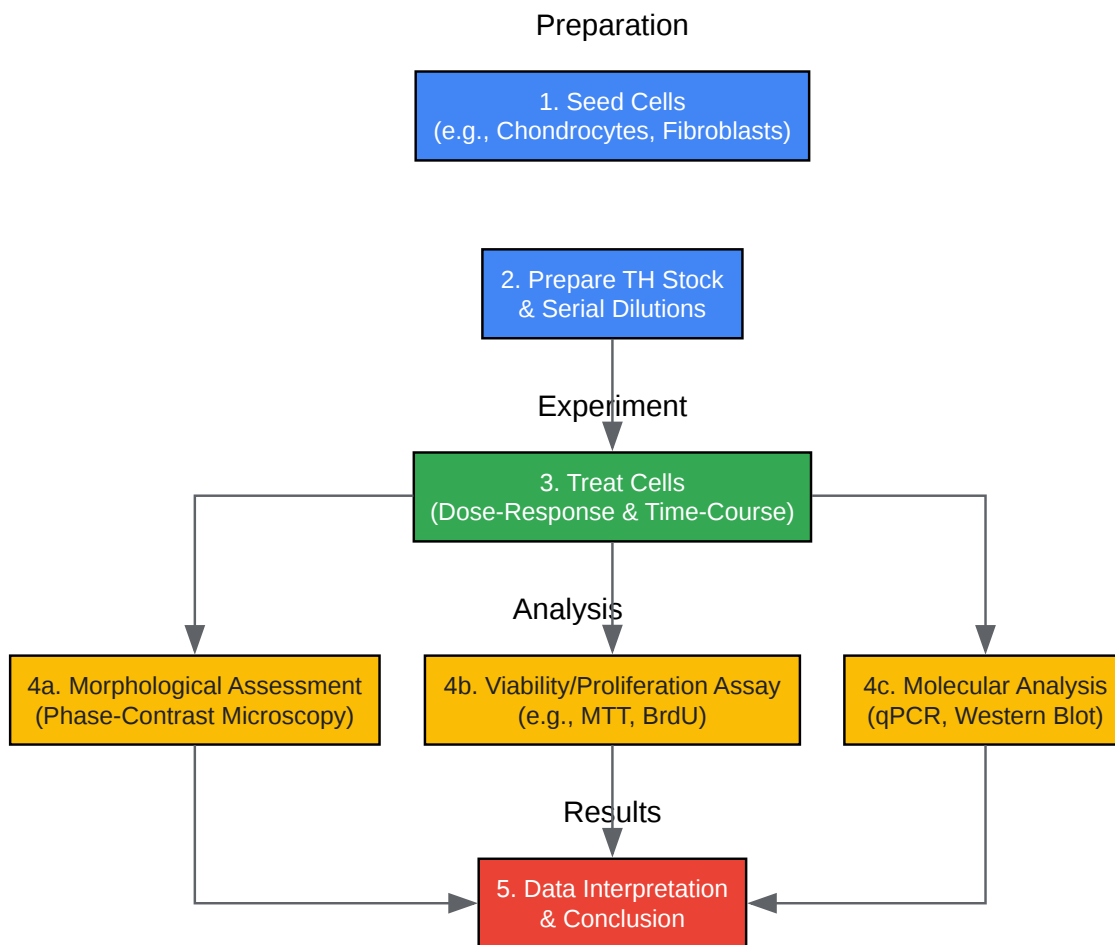 Preparation
1. Seed Cells
(e.g., Chondrocytes, Fibroblasts)
2. Prepare TH Stock
& Serial Dilutions
Experiment
3. Treat Cells
(Dose-Response & Time-Course)
Analysis
4a. Morphological Assessment
(Phase-Contrast Microscopy)
4b. Viability/Proliferation Assay
(e.g., MTT, BrdU)
4c. Molecular Analysis
(qPCR, Western Blot)
Results
5. Data Interpretation
& Conclusion